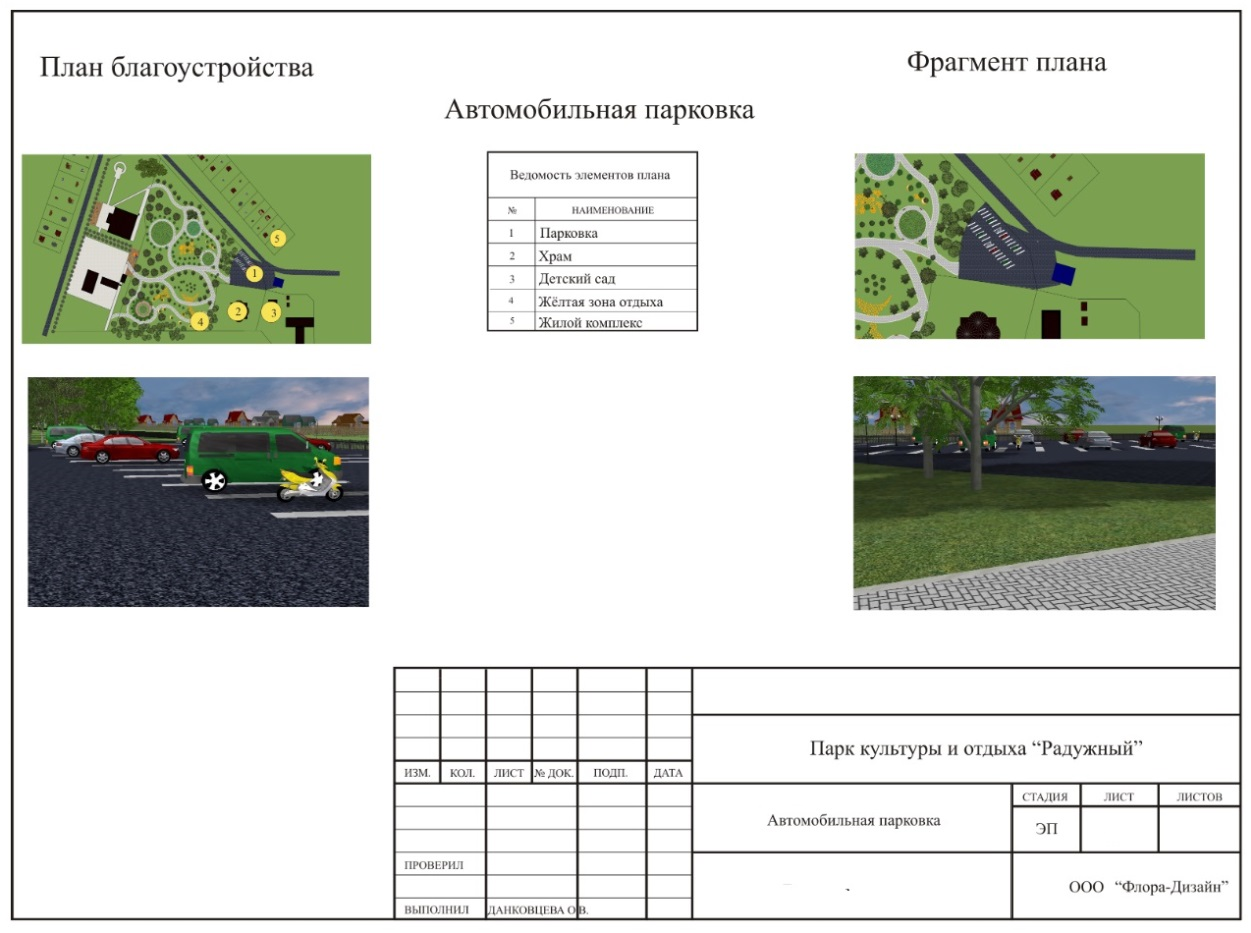 План благоустройства
Фрагмент плана
Автомобильная парковка
Ведомость элементов плана
№ НАИМЕНОВАНИЕ
1 Парковка
2 Храм
3 Детский сад
4 Жёлтая зона отдыха
5 Жилой комплекс
5
1
2
3
4
Парк культуры и отдыха “Радужный”
ИЗМ. КОЛ. ЛИСТ № ДОК. ПОДП. ДАТА
Автомобильная парковка
СТАДИЯ ЛИСТ ЛИСТОВ
ЭП
ПРОВЕРИЛ
ООО “Флора-Дизайн”
ВЫПОЛНИЛ ДАНКОВЦЕВА О В.